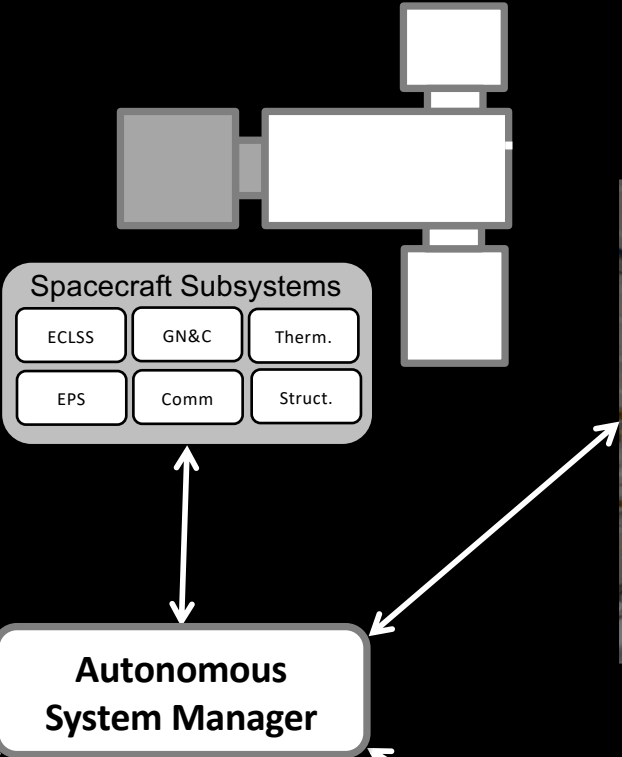 Spacecraft Subsystems
ECLSS GN&C Therm.
EPS Comm Struct.
Autonomous
System Manager